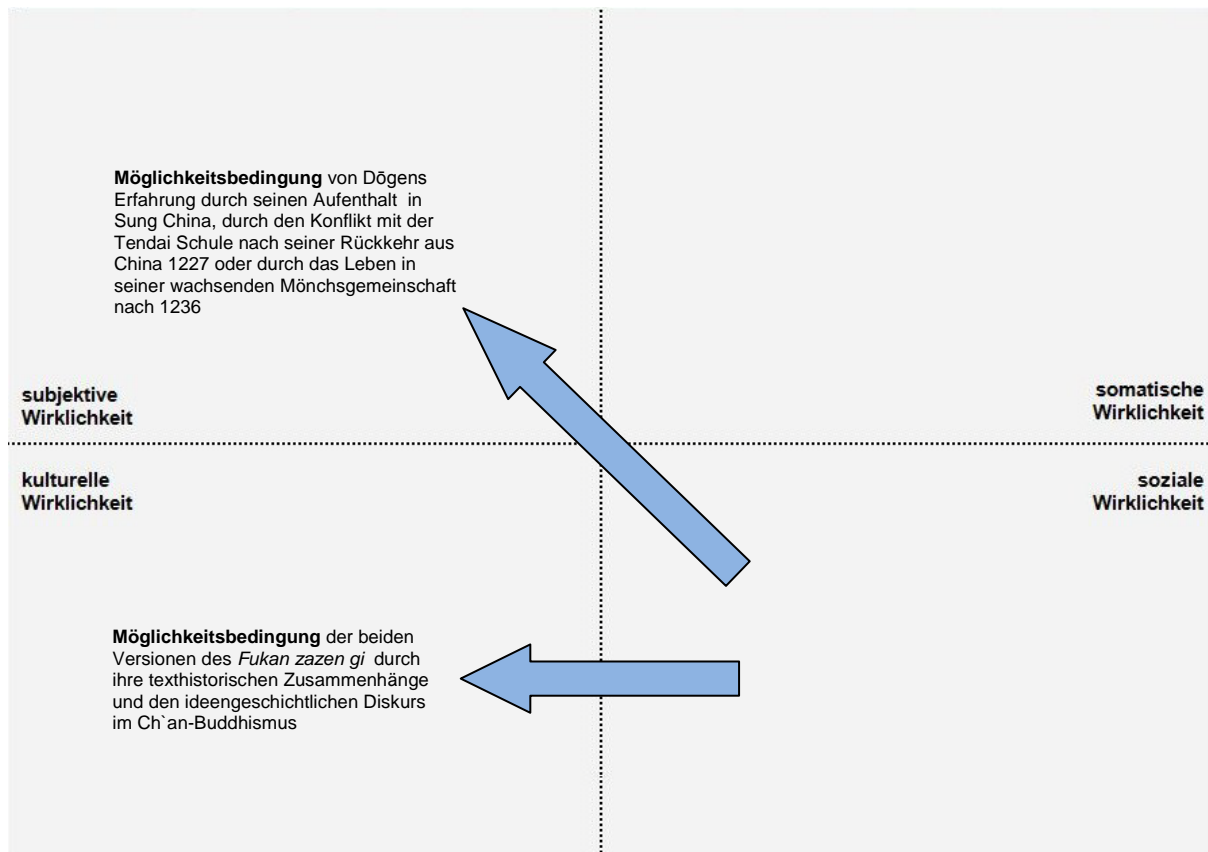 Möglichkeitsbedingung von Dōgens
Erfahrung durch seinen Aufenthalt in
Sung China, durch den Konflikt mit der
Tendai Schule nach seiner Rückkehr aus
China 1227 oder durch das Leben in
seiner wachsenden Mönchsgemeinschaft
nach 1236
subjektive
Wirklichkeit
somatische
Wirklichkeit
kulturelle
Wirklichkeit
soziale
Wirklichkeit
Möglichkeitsbedingung der beiden
Versionen des Fukan zazen gi durch
ihre texthistorischen Zusammenhänge
und den ideengeschichtlichen Diskurs
im Ch`an-Buddhismus